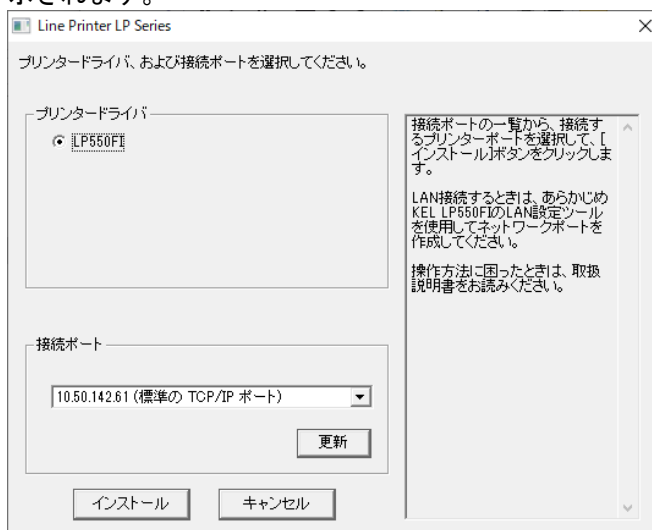 示されます。
Line Printer LP Series
プリンタードライバ、および接続ポートを選択してください。
プリンタードライバ
LP550FI
接続ポートの一覧から、接続す
るプリンターポートを選択して、[
インストール]ボタンをクリックしま
す。
LAN接続するときは、あらかじめ
KEL LP550FIのLAN設定ツール
を使用してネットワークポートを
作成してください。
操作方法に困ったときは、取扱
説明書をお読みください。
接続ポート
10.50.142.61 (標準の TCP/IP ポート)
更新
インストール
キャンセル